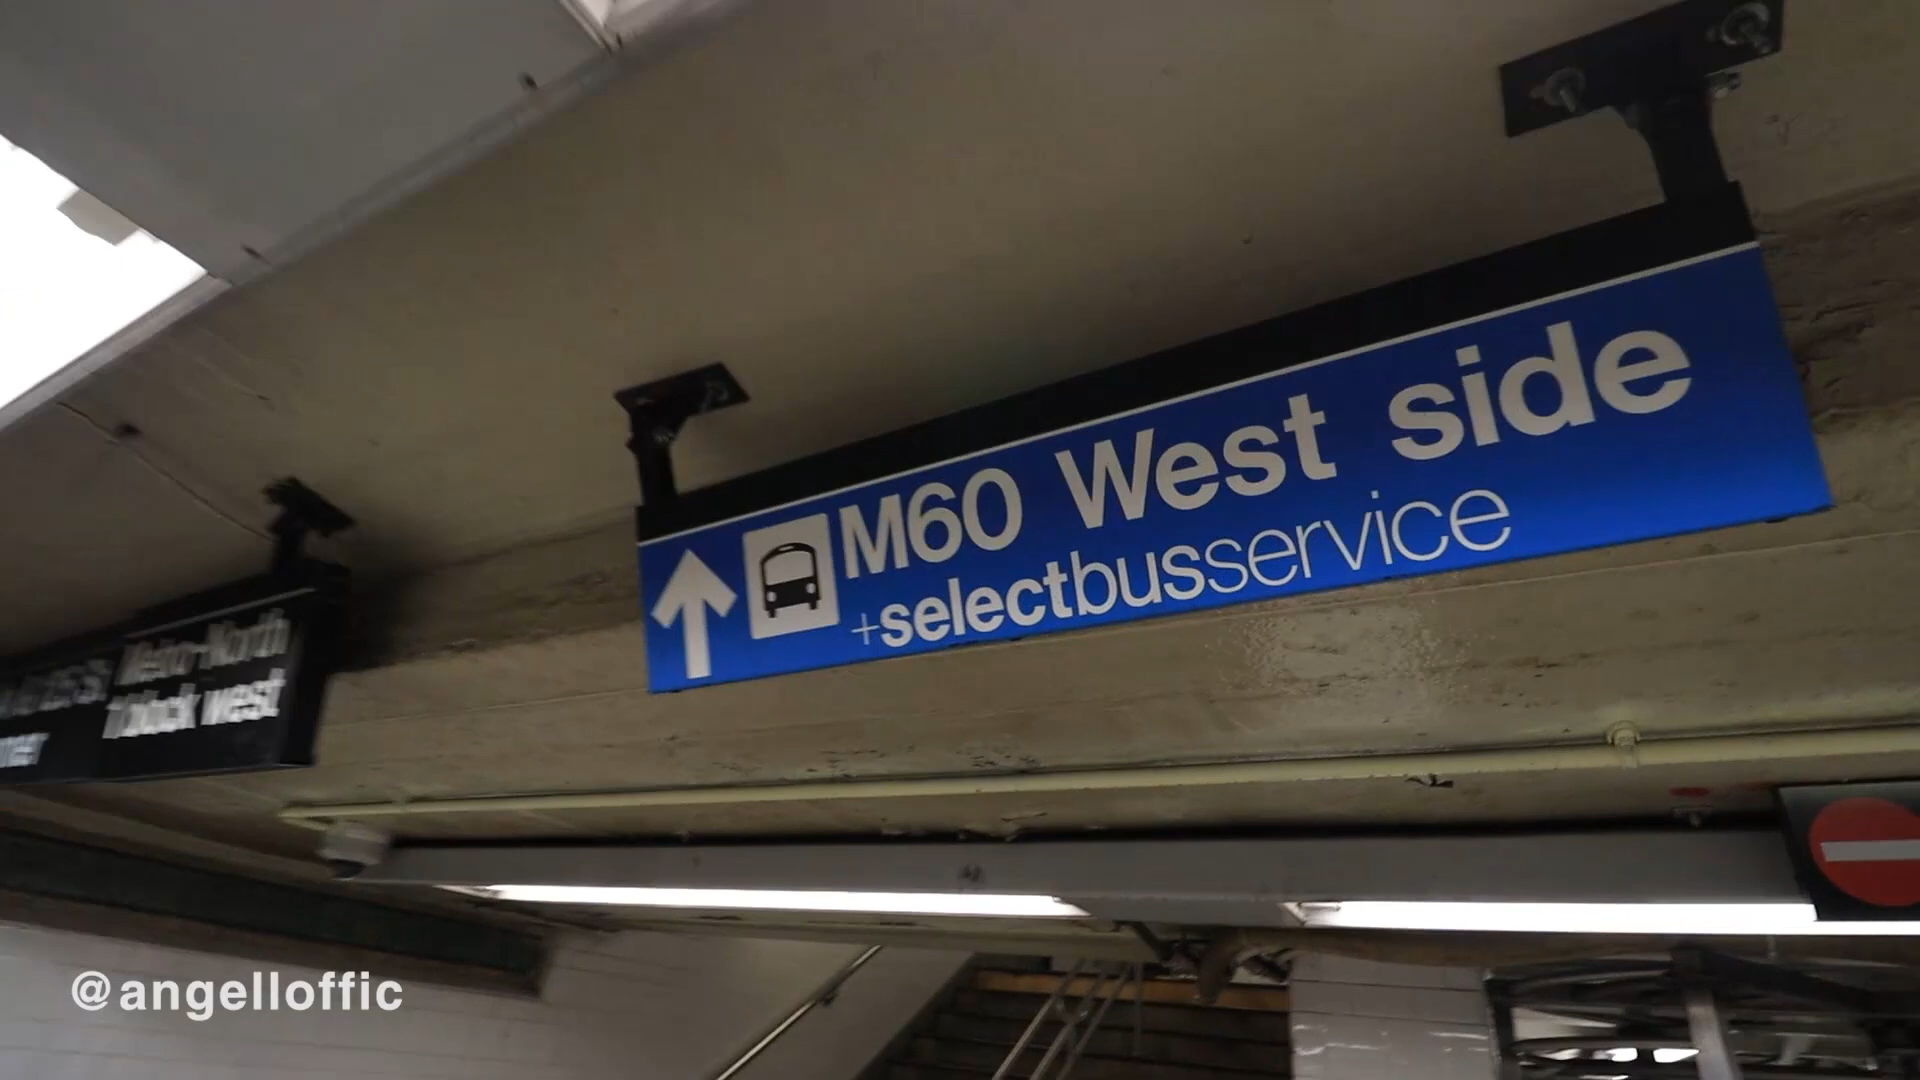 M60 West side
+selectbusservice
Metro-North
1 block west
@angelloffic